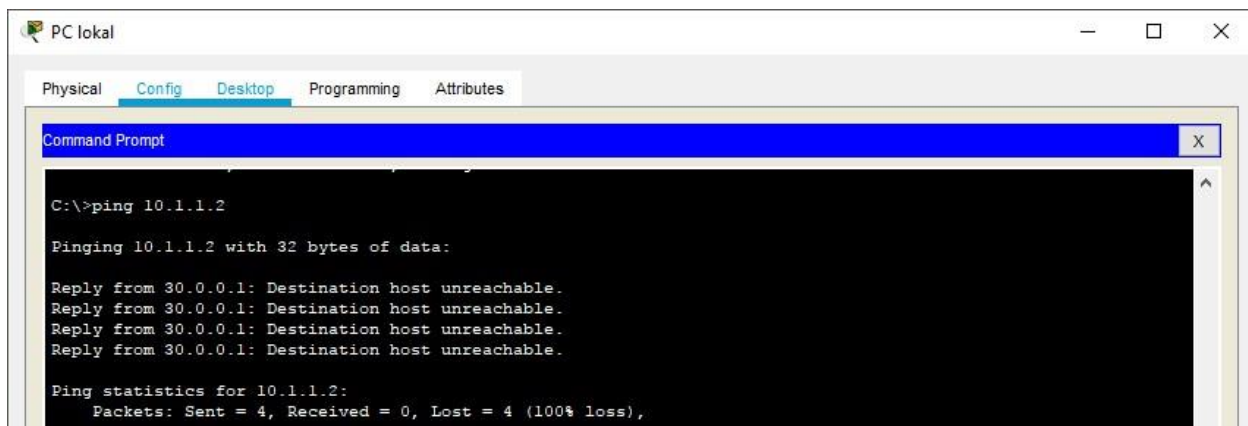 PC lokal
Physical Config Desktop Programming Attributes
Command Prompt X
C:\>ping 10.1.1.2
Pinging 10.1.1.2 with 32 bytes of data:
Reply from 30.0.0.1: Destination host unreachable.
Reply from 30.0.0.1: Destination host unreachable.
Reply from 30.0.0.1: Destination host unreachable.
Reply from 30.0.0.1: Destination host unreachable.
Ping statistics for 10.1.1.2:
Packets: Sent = 4, Received = 0, Lost = 4 (100% loss),